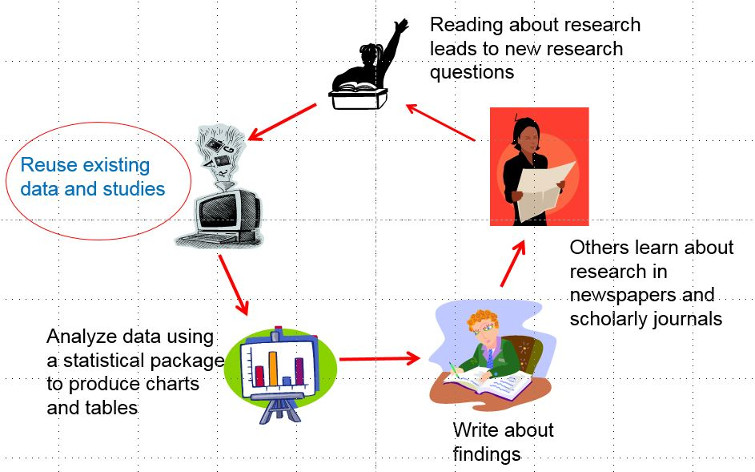 Reading about research
leads to new research
questions
Reuse existing
data and studies
Others learn about
research in
newspapers and
scholarly journals
Analyze data using
a statistical package
to produce charts
and tables
Write about
findings